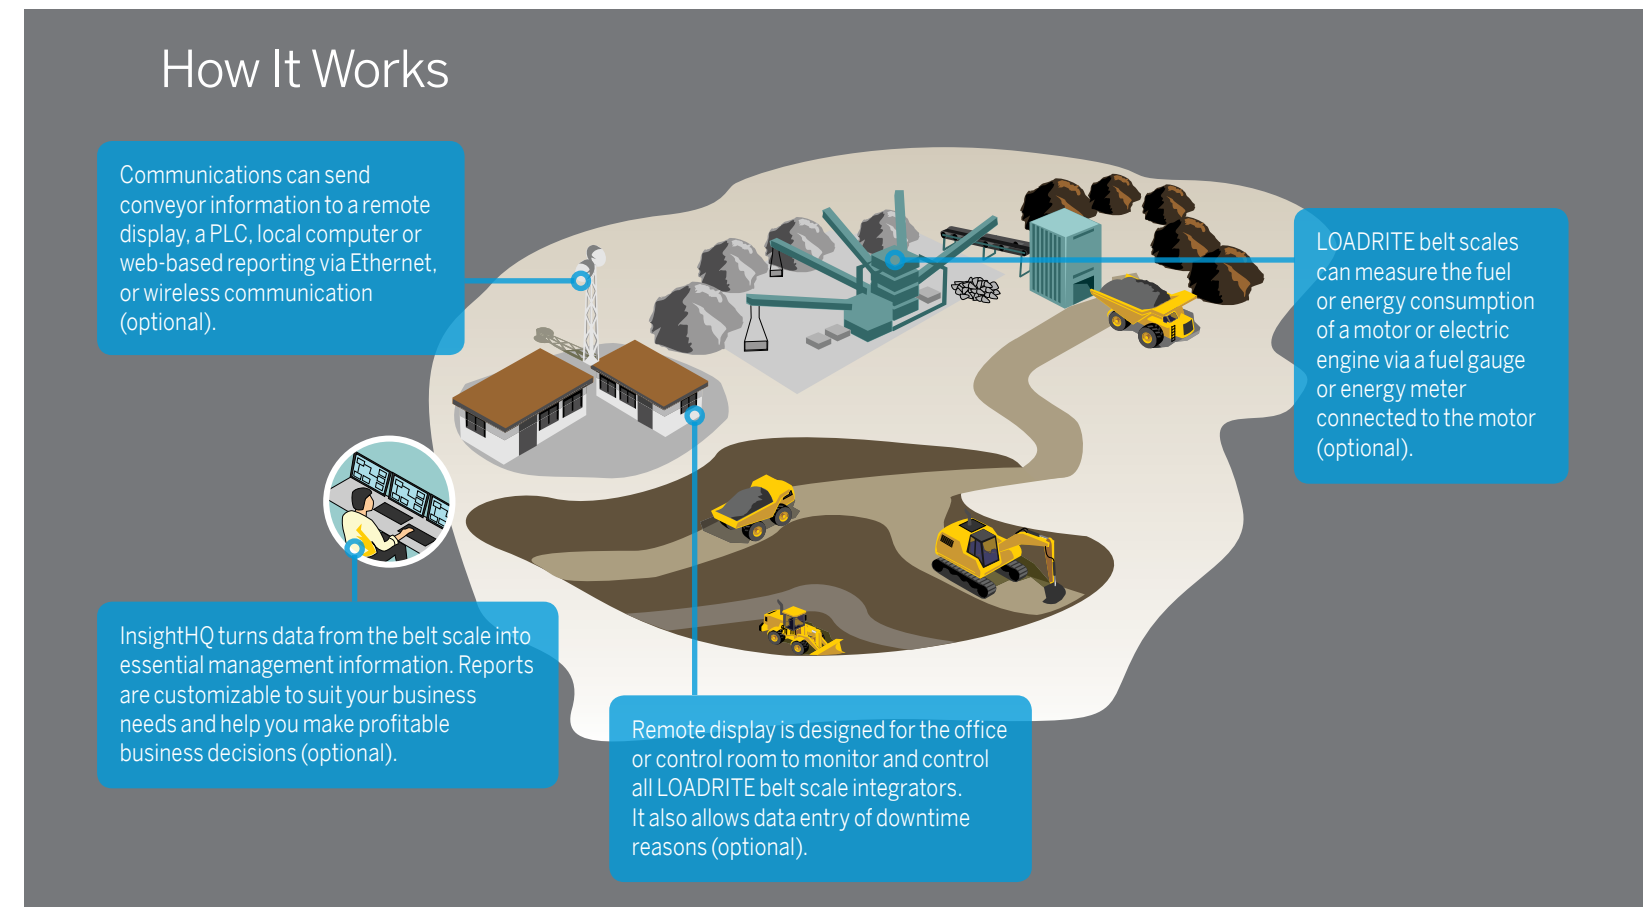 How It Works
Communications can send
conveyor information to a remote
display, a PLC, local computer or
web-based reporting via Ethernet,
or wireless communication
(optional).
LOADRITE belt scales
can measure the fuel
or energy consumption
of a motor or electric
engine via a fuel gauge
or energy meter
connected to the motor
(optional).
InsightHQ turns data from the belt scale into
essential management information. Reports
are customizable to suit your business
needs and help you make profitable
business decisions (optional).
Remote display is designed for the office
or control room to monitor and control
all LOADRITE belt scale integrators.
It also allows data entry of downtime
reasons (optional).